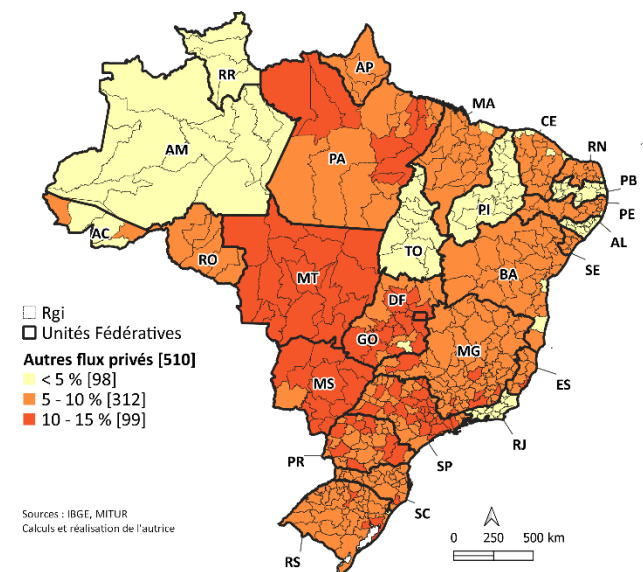 RR
AP
AM
PA
MA
CE
RN
PB
PE
AL
SE
PI
TO
AC
RO
MT
BA
DF
GO
MG
MS
ES
RJ
SP
PR
SC
RS
Rgi
Unités Fédératives
Autres flux privés [510]
< 5 % [98]
5 - 10 % [312]
10 - 15 % [99]
Sources : IBGE, MITUR
Calculs et réalisation de l'autrice
0 250 500 km